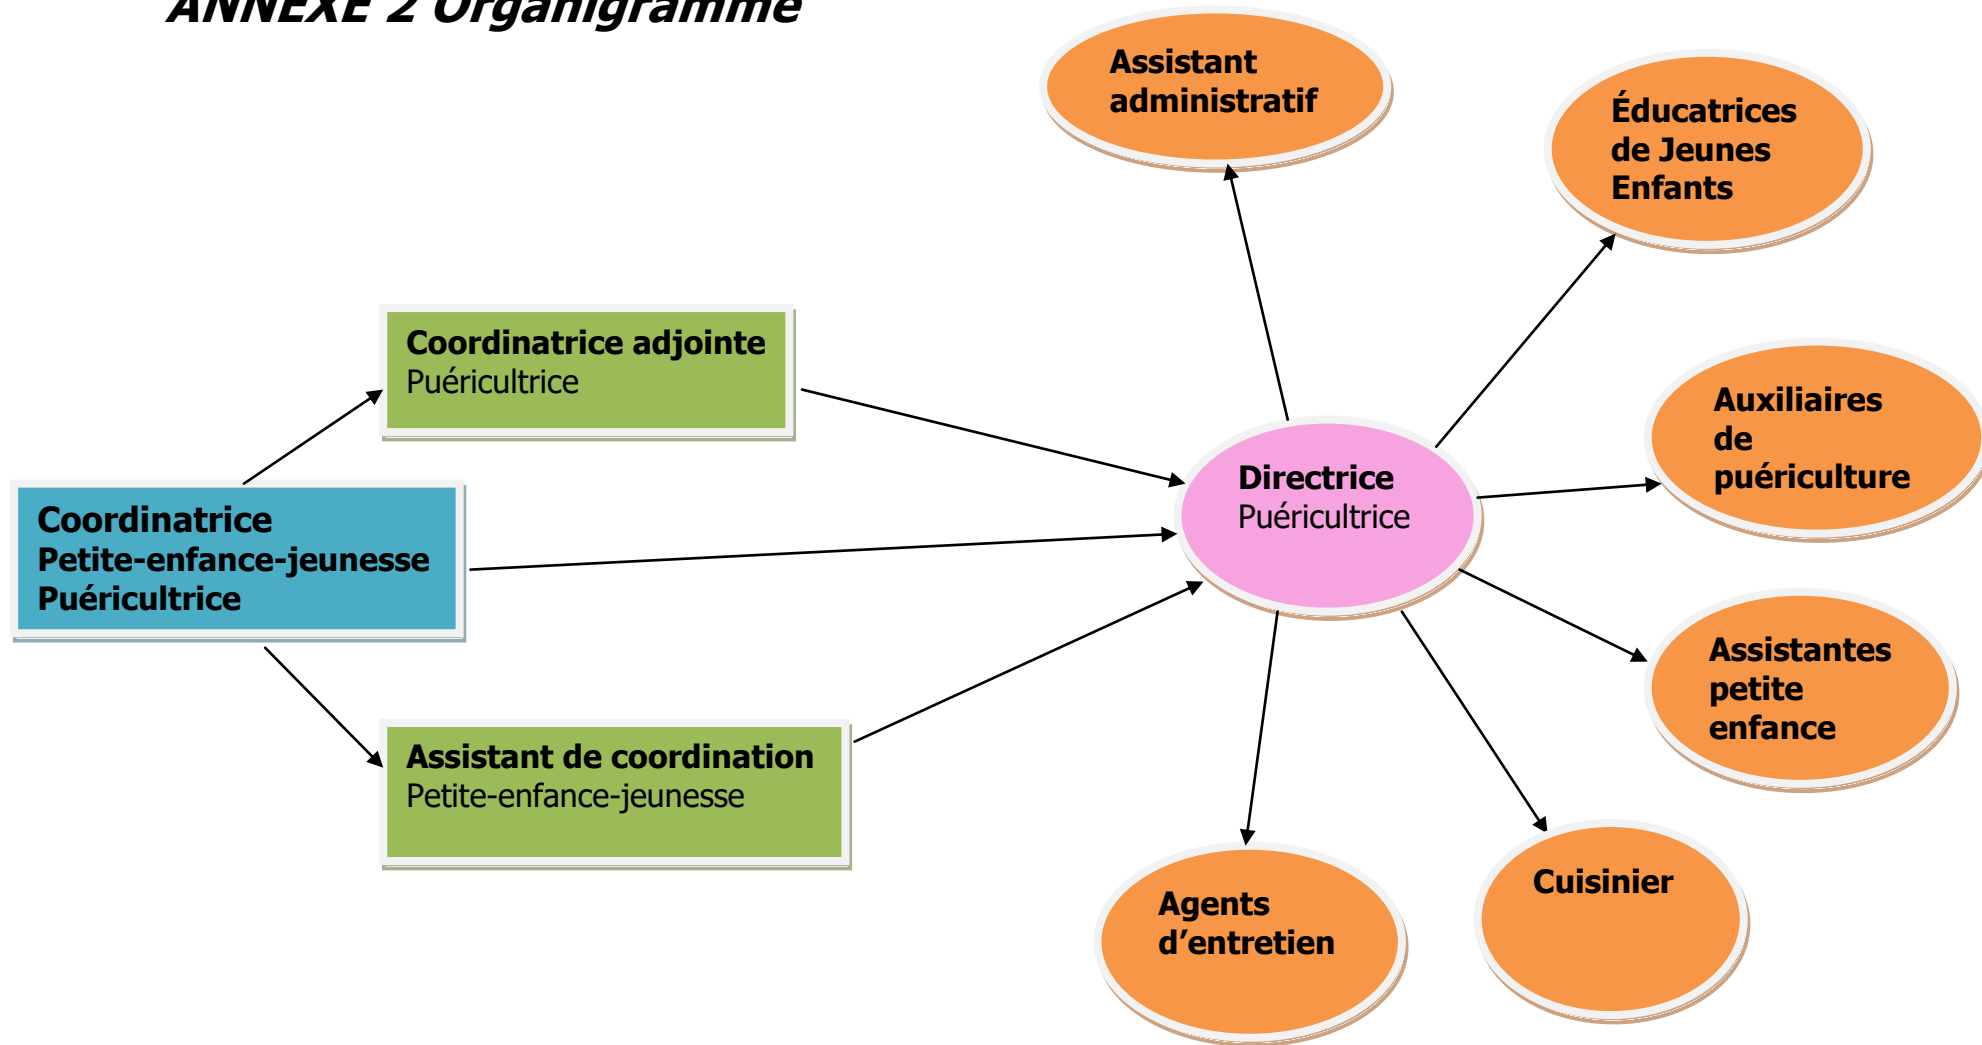 ANNEXE 2 Organigramme
Assistant
administratif
Éducatrices
de Jeunes
Enfants
Coordinatrice adjointe
Puéricultrice
Auxiliaires
de
puériculture
Directrice
Puéricultrice
Coordinatrice
Petite-enfance-jeunesse
Puéricultrice
Assistantes
petite
enfance
Assistant de coordination
Petite-enfance-jeunesse
Cuisinier
Agents
d’entretien